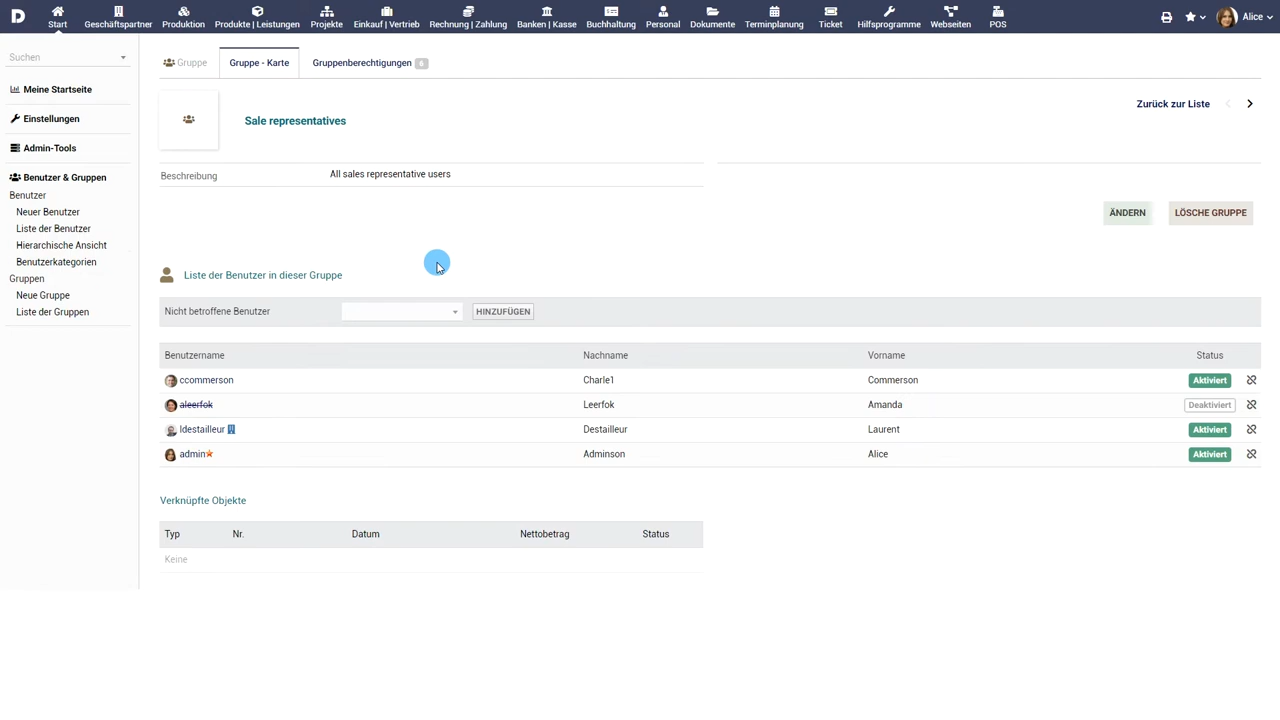 D
Start
Geschäftspartner
Produktion
Produkte | Leistungen
Projekte
Einkauf | Vertrieb
Rechnung | Zahlung
Banken | Kasse
Buchhaltung
Personal
Dokumente
Terminplanung
Ticket
Hilfsprogramme
Webseiten
POS
Alice
Suchen
Meine Startseite
Einstellungen
Admin-Tools
Benutzer & Gruppen
Benutzer
Neuer Benutzer
Liste der Benutzer
Hierarchische Ansicht
Benutzerkategorien
Gruppen
Neue Gruppe
Liste der Gruppen
Gruppe
Gruppe - Karte
Gruppenberechtigungen 6
Sale representatives
Zurück zur Liste
Beschreibung All sales representative users
ÄNDERN LÖSCHE GRUPPE
Liste der Benutzer in dieser Gruppe
Nicht betroffene Benutzer HINZUFÜGEN
Benutzername Nachname Vorname Status
ccommerson Charle1 Commerson Aktiviert
aleerfok Leerfok Amanda Deaktiviert
ldestailleur Destailleur Laurent Aktiviert
admin Adminson Alice Aktiviert
Verknüpfte Objekte
Typ Nr. Datum Nettobetrag Status
Keine